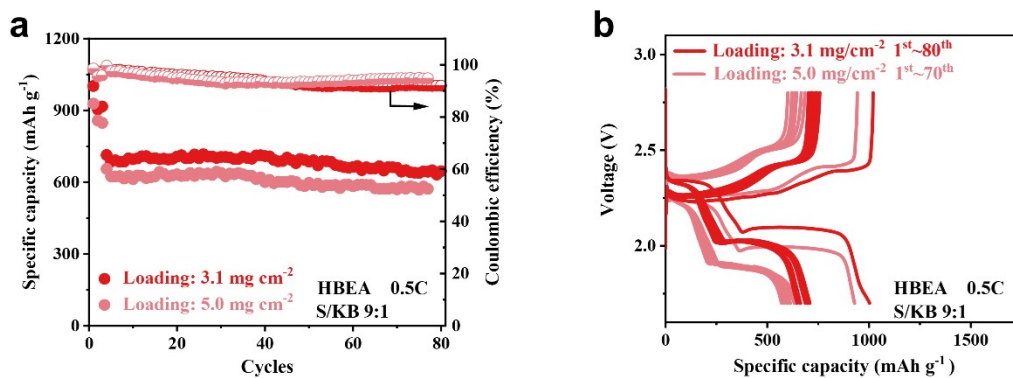 a
1200
1050
900
750
600
450
300
0
Specific capacity (mAh g-1)
100
80
60
40
20
0
Coulombic efficiency (%)
Loading: 3.1 mg cm-2
Loading: 5.0 mg cm-2
HBEA 0.5C
S/KB 9:1
0 20 40 60 80
Cycles
b
3.0
2.5
2.0
Voltage (V)
Loading: 3.1 mg/cm-2 1st~80th
Loading: 5.0 mg/cm-2 1st~70th
HBEA 0.5C
S/KB 9:1
0 500 1000 1500
Specific capacity (mAh g-1)